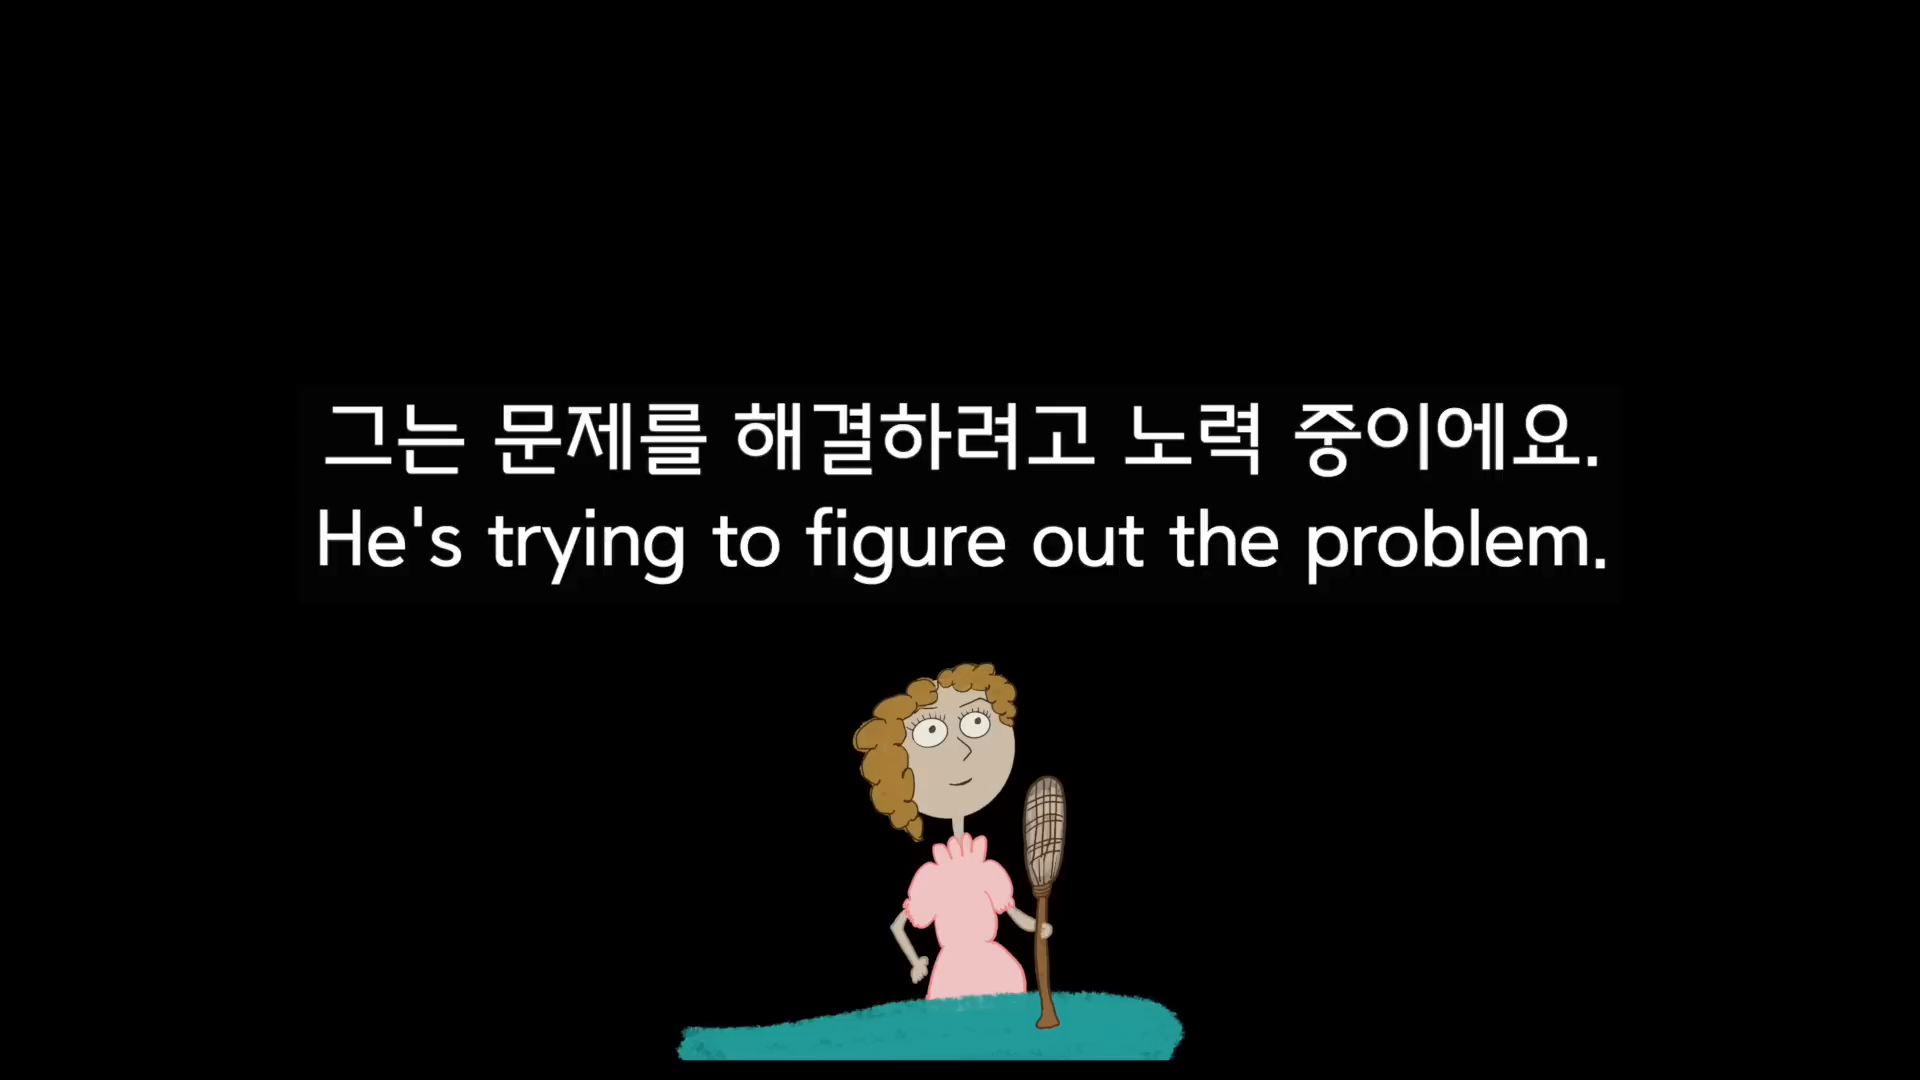 그는 문제를 해결하려고 노력 중이에요.
He's trying to figure out the problem.